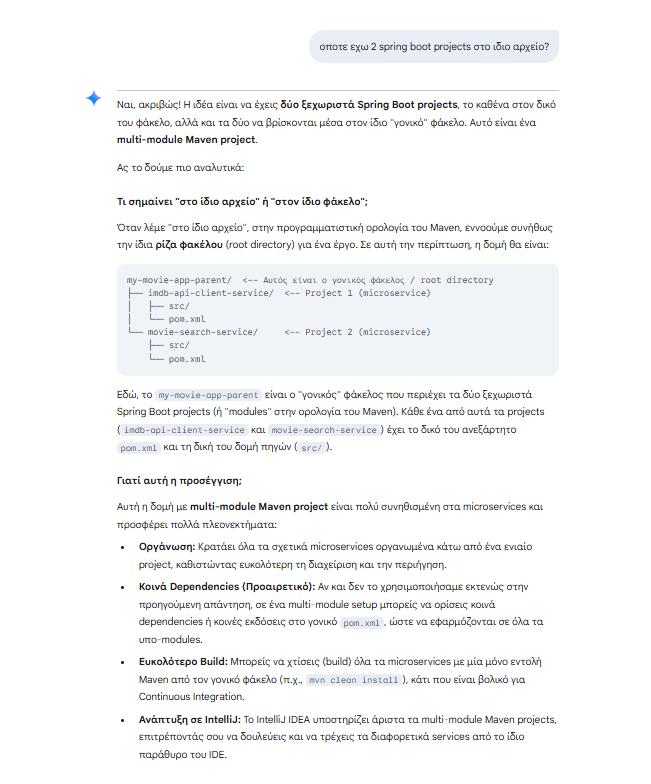 οποτε εχω 2 spring boot projects στο ιδιο αρχείο?
Ναι, ακριβώς! Η ιδέα είναι να έχεις δύο ξεχωριστά Spring Boot projects, το καθένα στον δικό
του φάκελο, αλλά και τα δύο να βρίσκονται μέσα στον ίδιο "γονικό" φάκελο. Αυτό είναι ένα
multi-module Maven project.
Ας το δούμε πιο αναλυτικά:
Τι σημαίνει "στο ίδιο αρχείο" ή "στον ίδιο φάκελο";
Όταν λέμε "στο ίδιο αρχείο", στην προγραμματιστική ορολογία του Maven, εννοούμε συνήθως
την ίδια ρίζα φακέλου (root directory) για ένα έργο. Σε αυτή την περίπτωση, η δομή θα είναι:
my-movie-app-parent/  <-- Αυτός είναι ο γονικός φάκελος / root directory
├── imdb-api-client-service/  <-- Project 1 (microservice)
│   ├── src/
│   └── pom.xml
└── movie-search-service/     <-- Project 2 (microservice)
    ├── src/
    └── pom.xml
Εδώ, το my-movie-app-parent είναι ο "γονικός" φάκελος που περιέχει τα δύο ξεχωριστά
Spring Boot projects (ή "modules" στην ορολογία του Maven). Κάθε ένα από αυτά τα projects
( imdb-api-client-service και movie-search-service ) έχει το δικό του ανεξάρτητο
pom.xml και τη δική του δομή πηγών ( src/ ).
Γιατί αυτή η προσέγγιση;
Αυτή η δομή με multi-module Maven project είναι πολύ συνηθισμένη στα microservices και
προσφέρει πολλά πλεονεκτήματα:
• Οργάνωση: Κρατάει όλα τα σχετικά microservices οργανωμένα κάτω από ένα ενιαίο
project, καθιστώντας ευκολότερη τη διαχείριση και την περιήγηση.
• Κοινά Dependencies (Προαιρετικό): Αν και δεν το χρησιμοποιήσαμε εκτενώς στην
προηγούμενη απάντηση, σε ένα multi-module setup μπορείς να ορίσεις κοινά
dependencies ή κοινές εκδόσεις στο γονικό pom.xml , ώστε να εφαρμόζονται σε όλα τα
υπο-modules.
• Ευκολότερο Build: Μπορείς να χτίσεις (build) όλα τα microservices με μία μόνο εντολή
Maven από τον γονικό φάκελο (π.χ., mvn clean install ), κάτι που είναι βολικό για
Continuous Integration.
• Ανάπτυξη σε IntelliJ: Το IntelliJ IDEA υποστηρίζει άριστα τα multi-module Maven projects,
επιτρέποντάς σου να δουλεύεις και να τρέχεις τα διαφορετικά services από το ίδιο
παράθυρο του IDE.